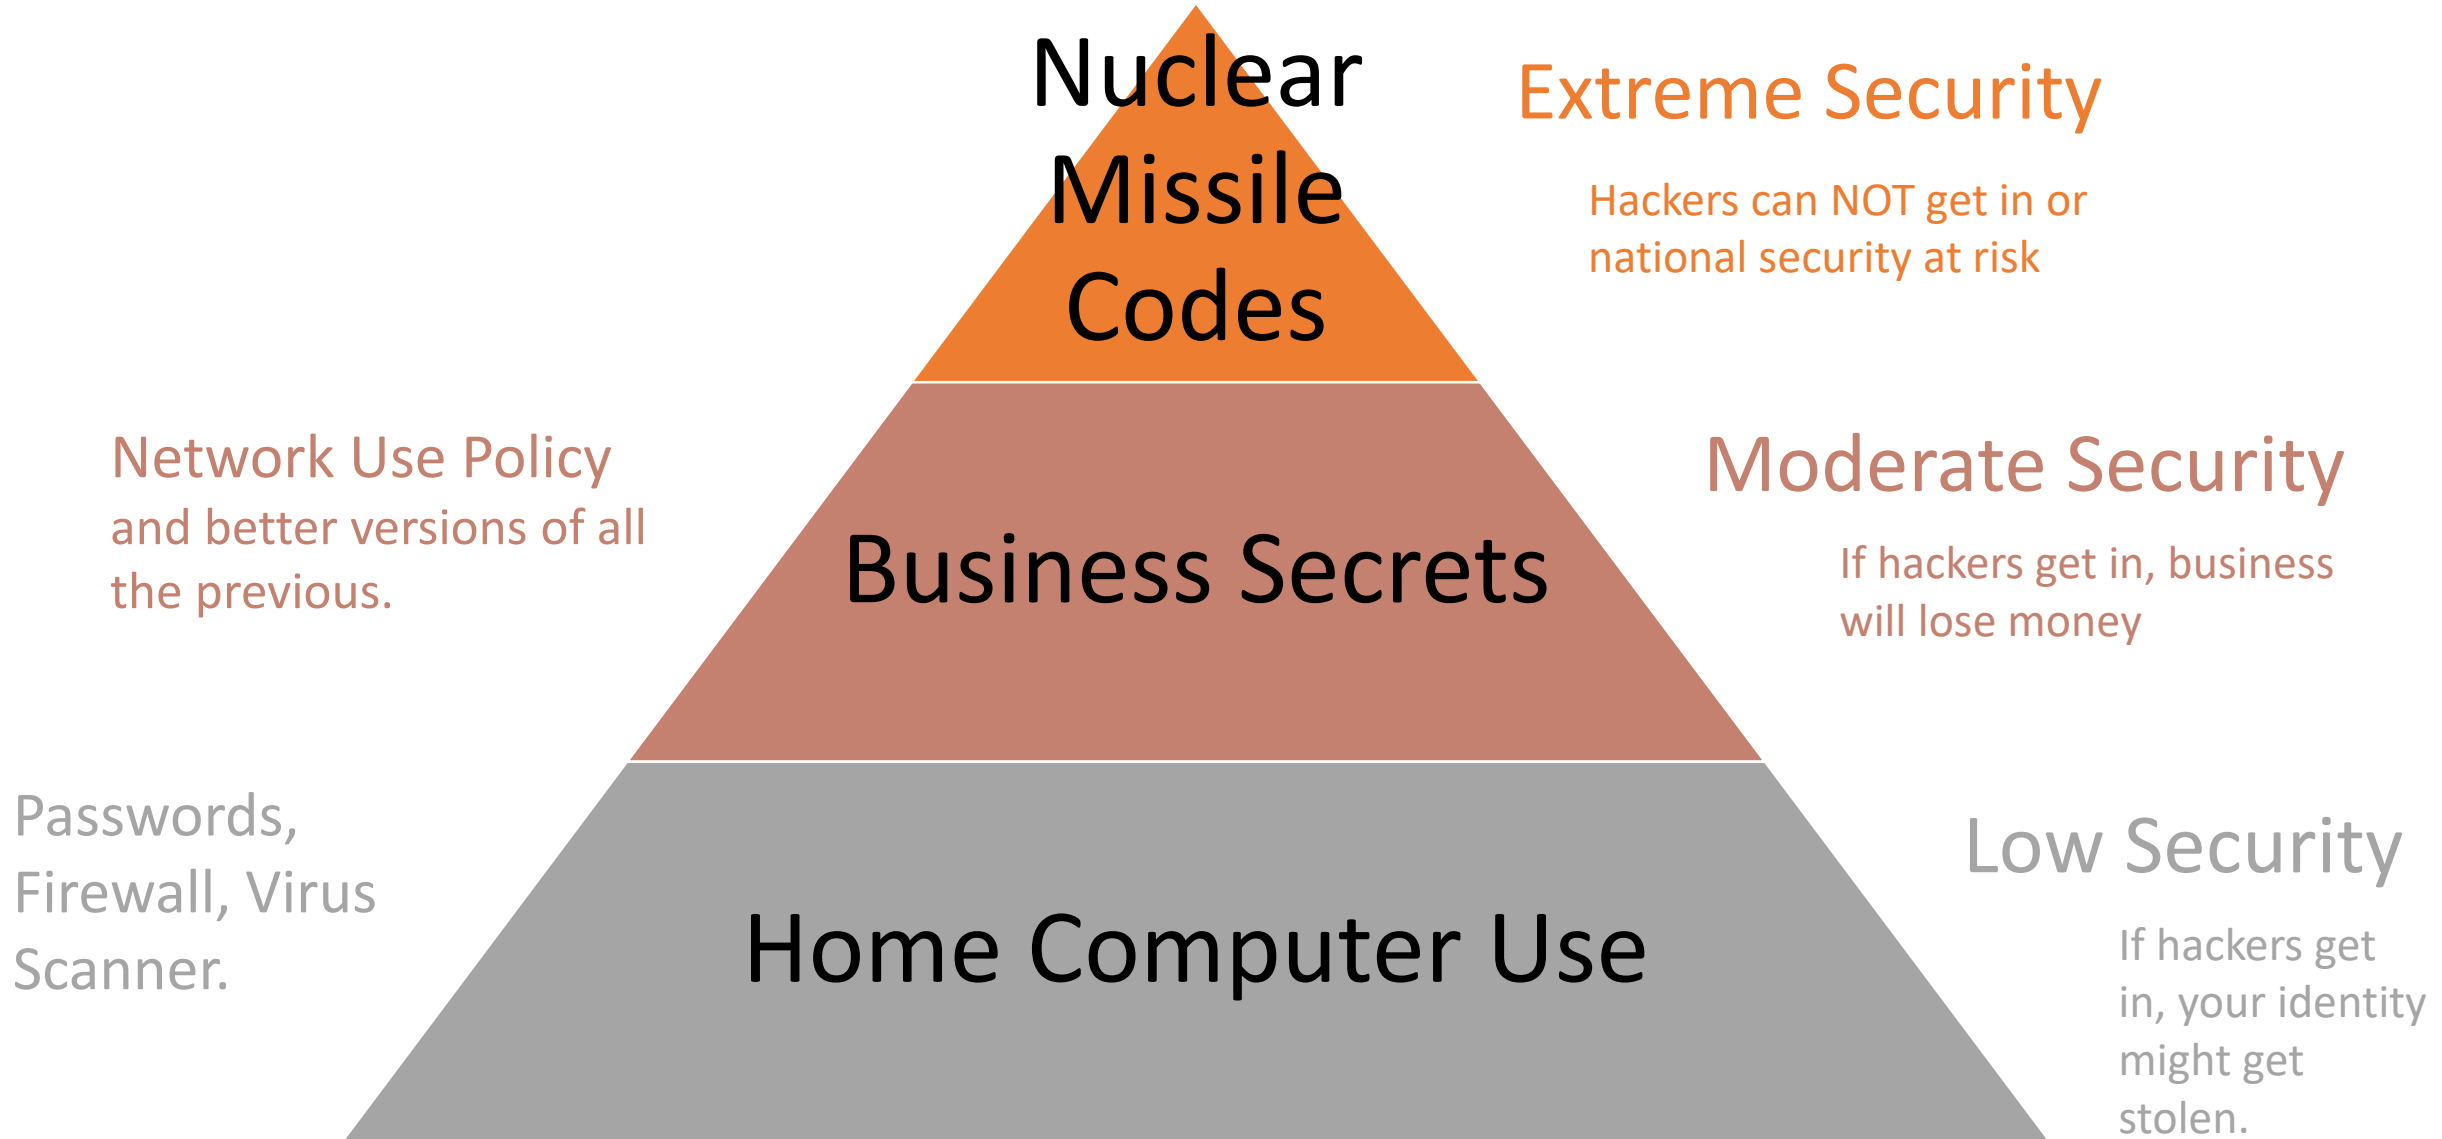 Nuclear
Missile
Codes
Extreme Security
Hackers can NOT get in or
national security at risk
Network Use Policy
and better versions of all
the previous.
Business Secrets
Moderate Security
If hackers get in, business
will lose money
Passwords,
Firewall, Virus
Scanner.
Home Computer Use
Low Security
If hackers get
in, your identity
might get
stolen.